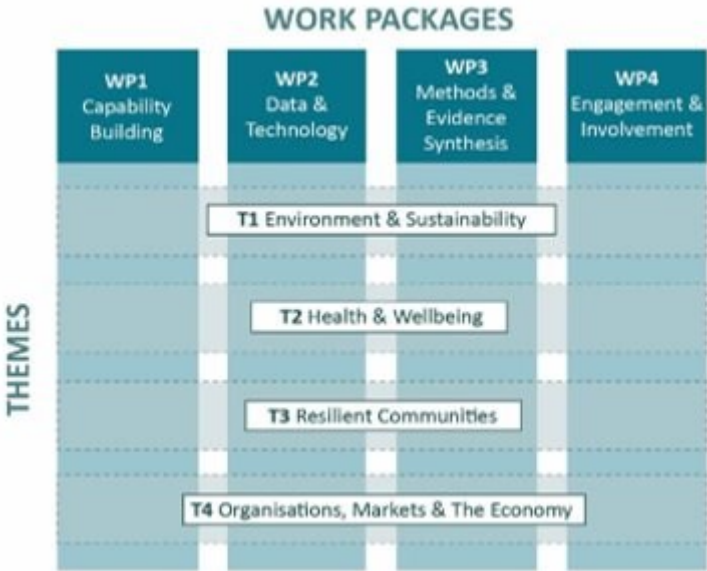 WORK PACKAGES
WP1
Capability
Building
WP2
Data &
Technology
WP3
Methods &
Evidence
Synthesis
WP4
Engagement &
Involvement
THEMES
T1 Environment & Sustainability
T2 Health & Wellbeing
T3 Resilient Communities
T4 Organisations, Markets & The Economy